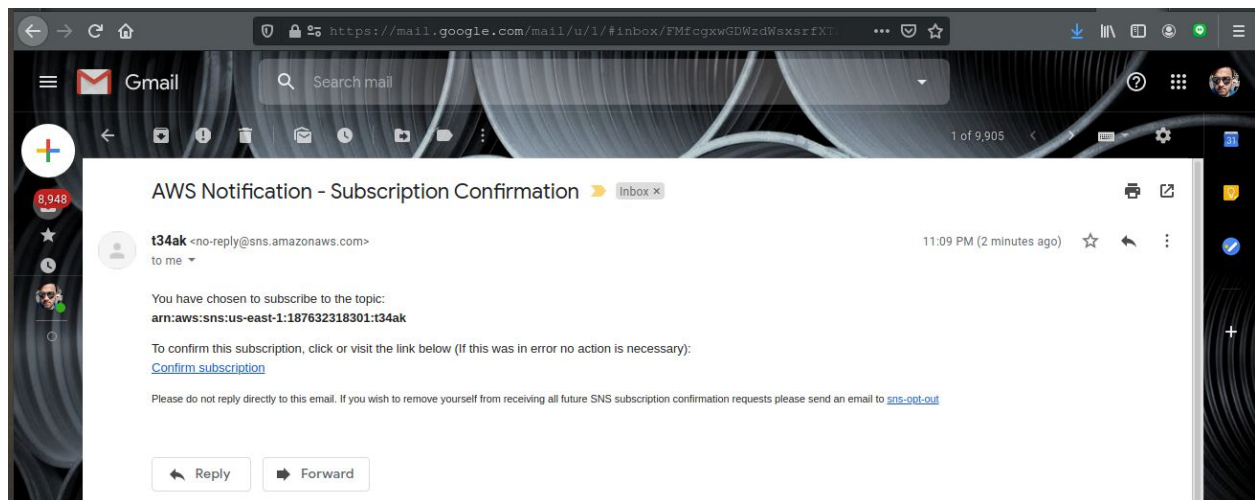 https://mail.google.com/mail/u/1/#inbox/FMfcgxwGDWzdWsxsrfXT
Gmail
Search mail
1 of 9,905
31
8,948
AWS Notification - Subscription Confirmation Inbox ×
t34ak <no-reply@sns.amazonaws.com> 11:09 PM (2 minutes ago)
to me
You have chosen to subscribe to the topic:
arn:aws:sns:us-east-1:187632318301:t34ak
To confirm this subscription, click or visit the link below (If this was in error no action is necessary):
Confirm subscription
Please do not reply directly to this email. If you wish to remove yourself from receiving all future SNS subscription confirmation requests please send an email to sns-opt-out
Reply Forward